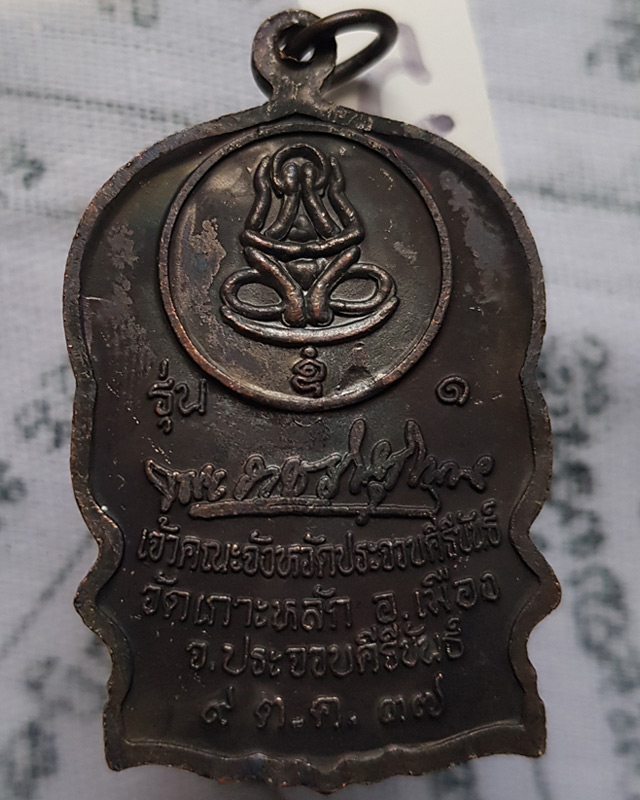 รุ่น ๑
เจ้าคณะจังหวัดประจวบคีรีขันธ์
วัดเกาะหลัก อ.เมือง
จ.ประจวบคีรีขันธ์
๙ ต.ค. ๓๗